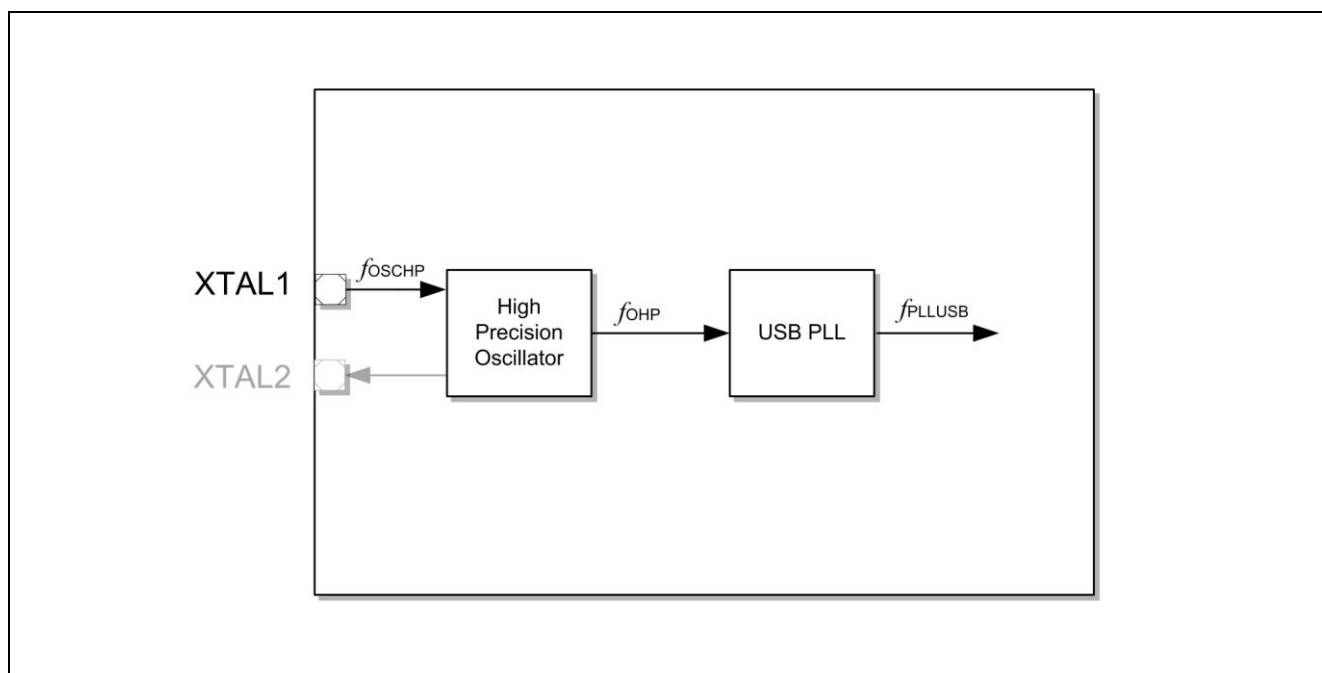 XTAL1
fOSCHP
High
Precision
Oscillator
fOHP
USB PLL
fPLLUSB
XTAL2